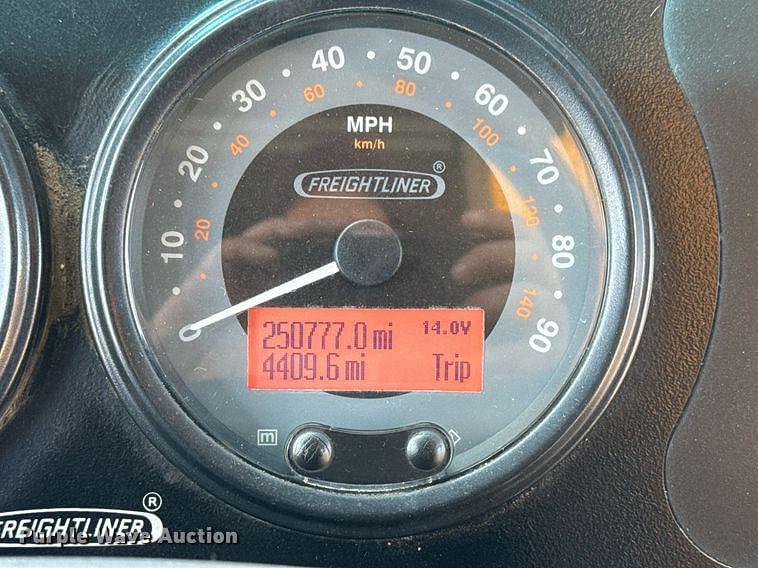 40 50
30 60
60 80
MPH
40 100
km/h
20 70
FREIGHTLINER®
20 120
10 80
140
0 90
250777.0 mi 14.0V
4409.6 mi Trip
m
FREIGHTLINER®
Purple Wave Auction